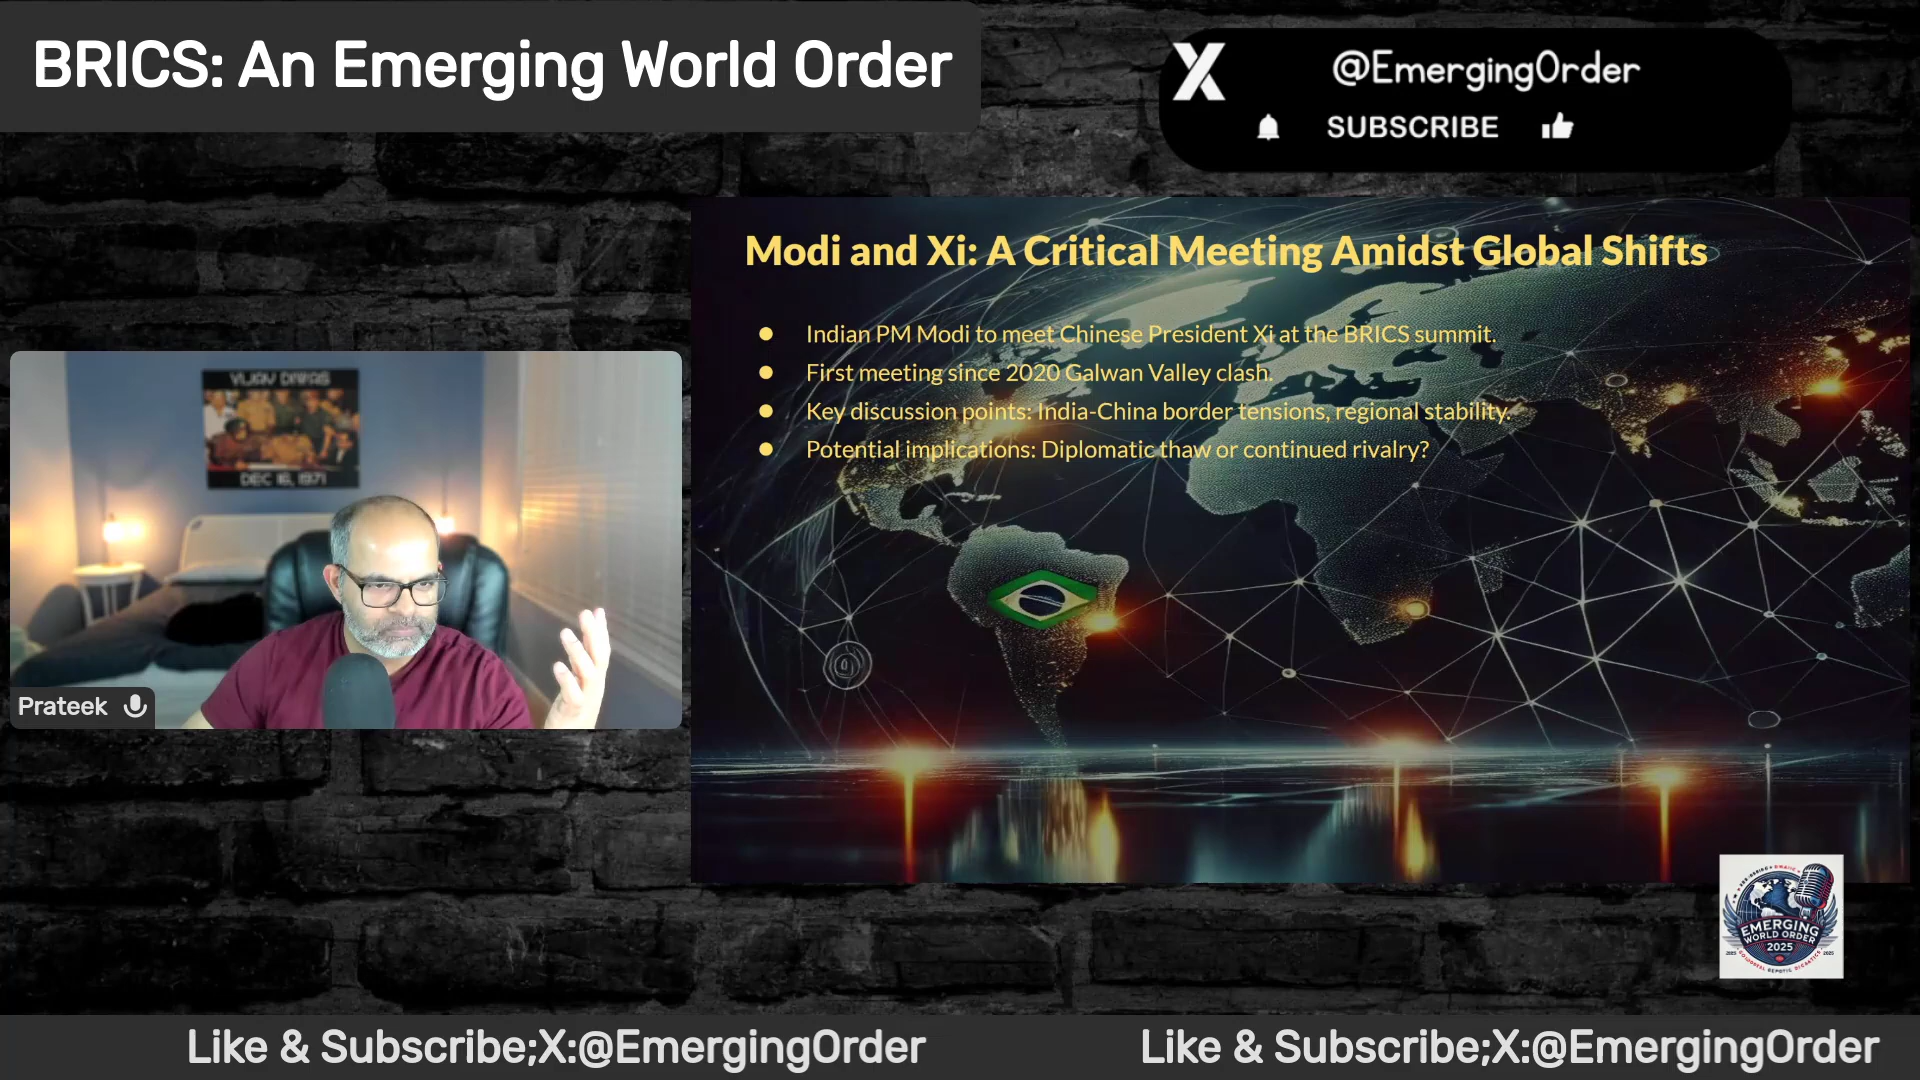 BRICS: An Emerging World Order
X @EmergingOrder
SUBSCRIBE
Modi and Xi: A Critical Meeting Amidst Global Shifts
● Indian PM Modi to meet Chinese President Xi at the BRICS summit.
● First meeting since 2020 Galwan Valley clash.
● Key discussion points: India-China border tensions, regional stability.
● Potential implications: Diplomatic thaw or continued rivalry?
VIJAY DIWAS
DEC 16, 1971
Prateek
EMERGING
WORLD ORDER
2025
Like & Subscribe;X:@EmergingOrder
Like & Subscribe;X:@EmergingOrder